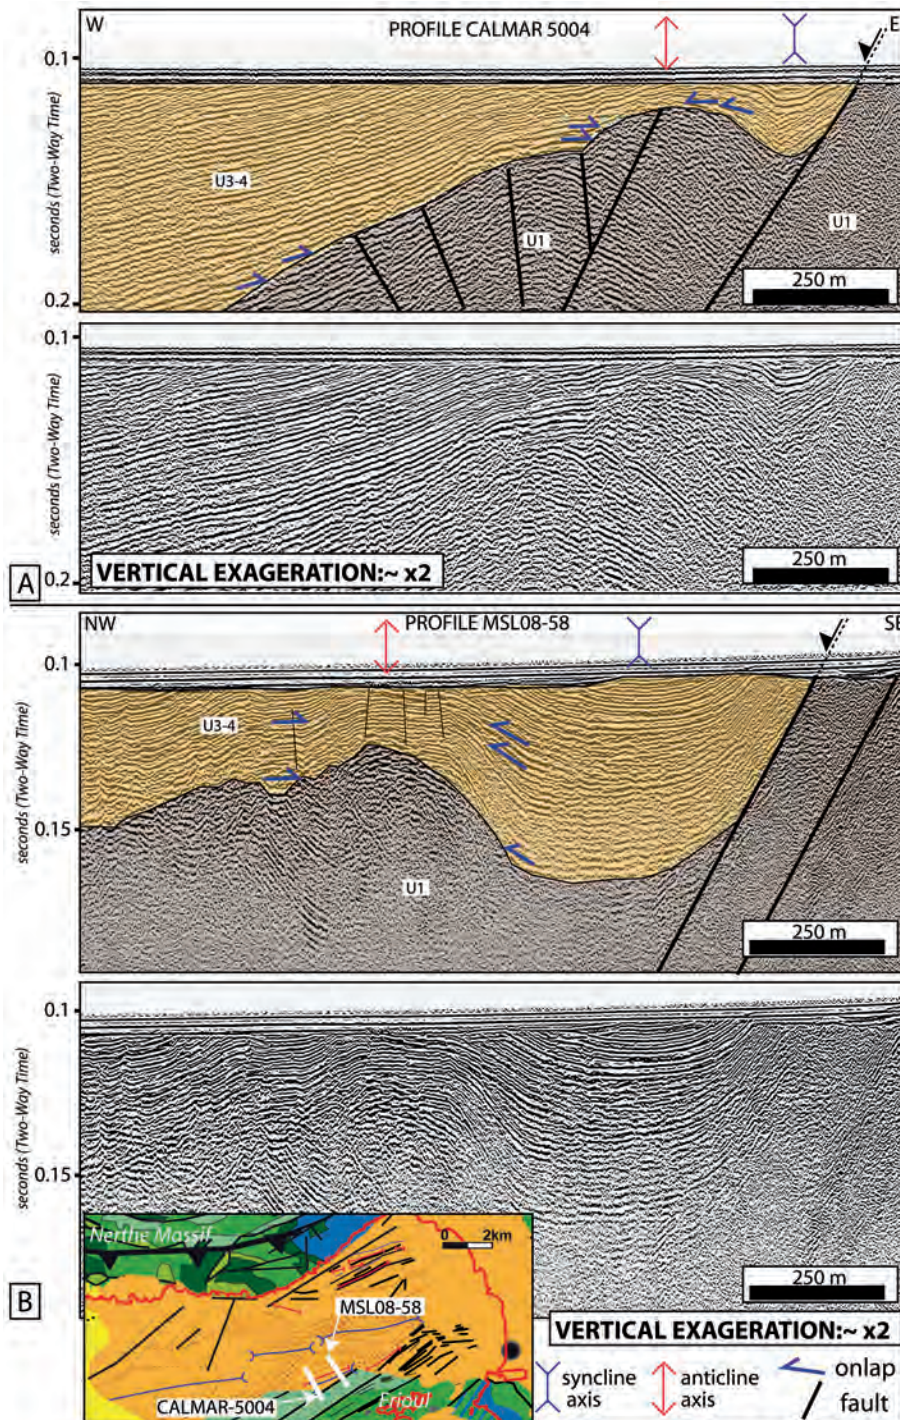 W PROFILE CALMAR 5004 E
0.1
seconds (Two-Way Time)
U3-4
U1
U1
250 m
0.2
0.1
seconds (Two-Way Time)
250 m
A
0.2
VERTICAL EXAGERATION:~ x2
NW PROFILE MSL08-58 SE
0.1
U3-4
seconds (Two-Way Time)
0.15
U1
250 m
0.1
seconds (Two-Way Time)
0.15
250 m
Nerthe Massif
0 2km
B
MSL08-58
VERTICAL EXAGERATION:~ x2
CALMAR-5004
Frioul
syncline
axis
anticline
axis
onlap
fault